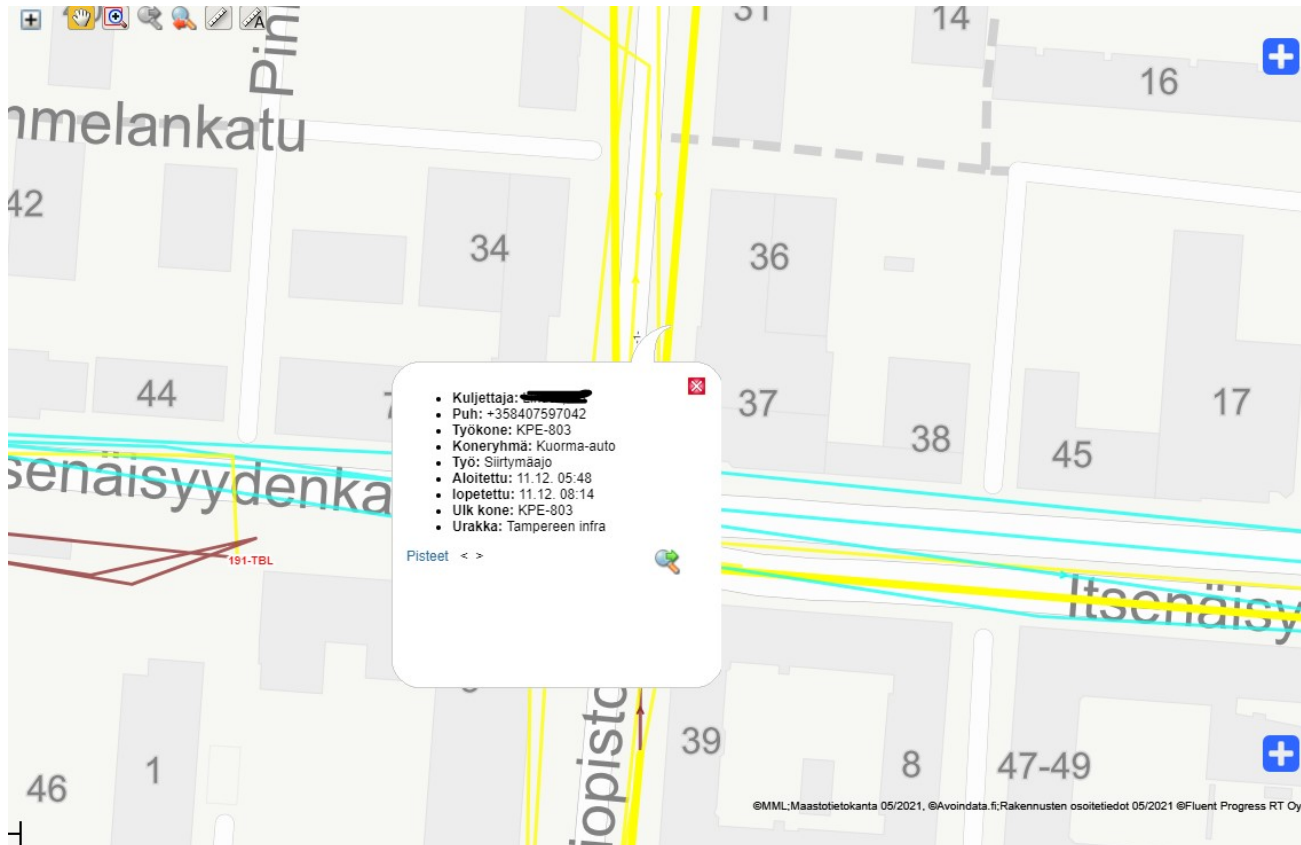 31
14
16
mmelankatu
42
34
36
44
37
38
45
17
Kuljettaja:
Puh: +358407597042
Työkone: KPE-803
Koneryhmä: Kuorma-auto
Työ: Siirtymäajo
Aloitettu: 11.12. 05:48
lopetettu: 11.12. 08:14
Ulk kone: KPE-803
Urakka: Tampereen infra
Pisteet < >
senäisyydenka
191-TBL
Itsenäisy
iopisto
39
8
47-49
1
46
©MML;Maastotietokanta 05/2021, ©Avoindata.fi;Rakennusten osoitetiedot 05/2021 ©Fluent Progress RT Oy